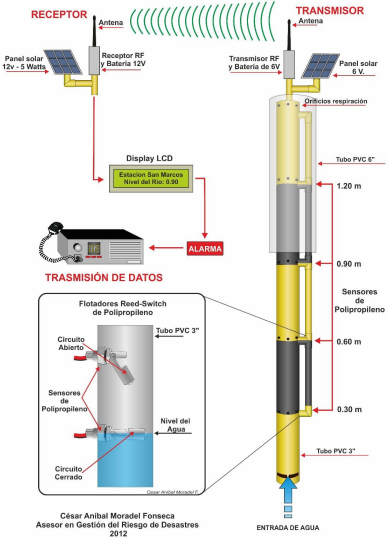 RECEPTOR
TRANSMISOR
Antena
Antena
Panel solar
12v - 5 Watts
Receptor RF
y Batería 12V
Transmisor RF
y Batería de 6V
Panel solar
6 V.
Orificios respiración
Tubo PVC 6"
Display LCD
Estacion San Marcos
Nivel del Rio: 0.90
1.20 m
ALARMA
0.90 m
TRASMISIÓN DE DATOS
Sensores
de
Polipropileno
Flotadores Reed-Switch
de Polipropileno
Tubo PVC 3"
Circuito
Abierto
0.60 m
Sensores
de
Polipropileno
Nivel del
Agua
0.30 m
Circuito
Cerrado
Tubo PVC 3"
César Aníbal Moradel F.
César Aníbal Moradel Fonseca
Asesor en Gestión del Riesgo de Desastres
2012
ENTRADA DE AGUA